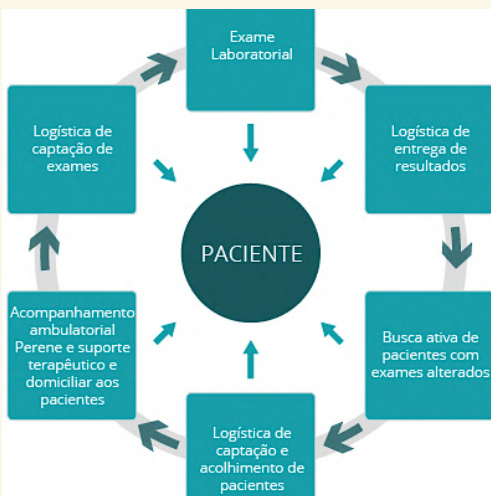 Exame
Laboratorial
Logística de
captação de
exames
Logística de
entrega de
resultados
PACIENTE
Acompanhamento
ambulatorial
Perene e suporte
terapêutico e
domiciliar aos
pacientes
Busca ativa de
pacientes com
exames alterados
Logística de
captação e
acolhimento de
pacientes